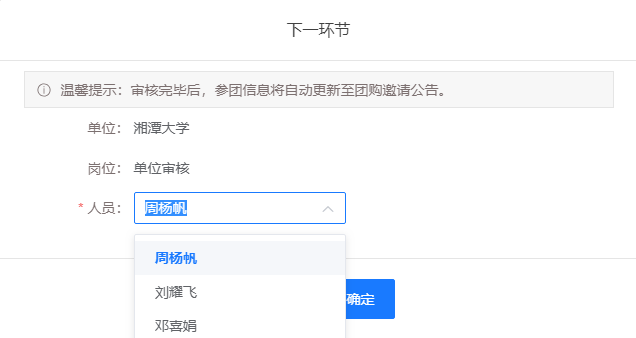 下一环节
温馨提示：审核完毕后，参团信息将自动更新至团购邀请公告。
单位： 湘潭大学
岗位： 单位审核
* 人员： 周杨帆
周杨帆
刘耀飞
确定
邓喜娟